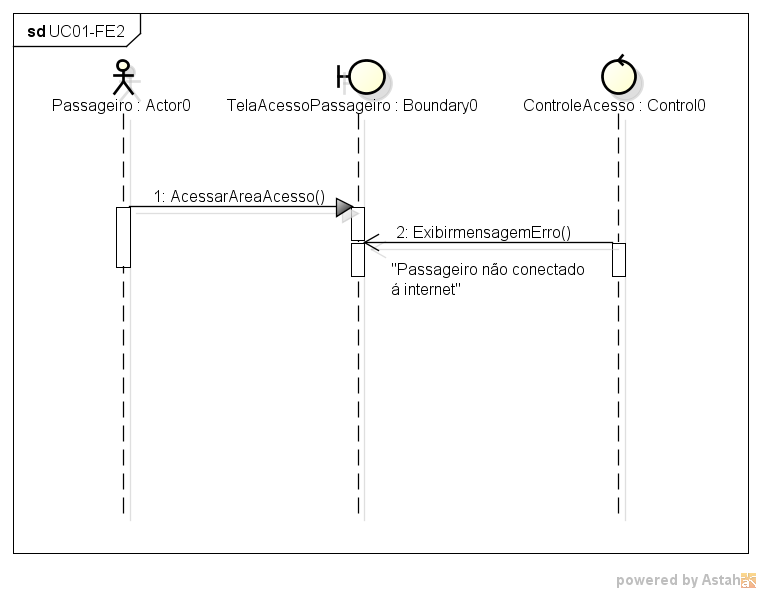 sd UC01-FE2
Passageiro : Actor0
TelaAcessoPassageiro : Boundary0
ControleAcesso : Control0
1: AcessarAreaAcesso()
2: ExibirmensagemErro()
"Passageiro não conectado
á internet"
powered by Astah